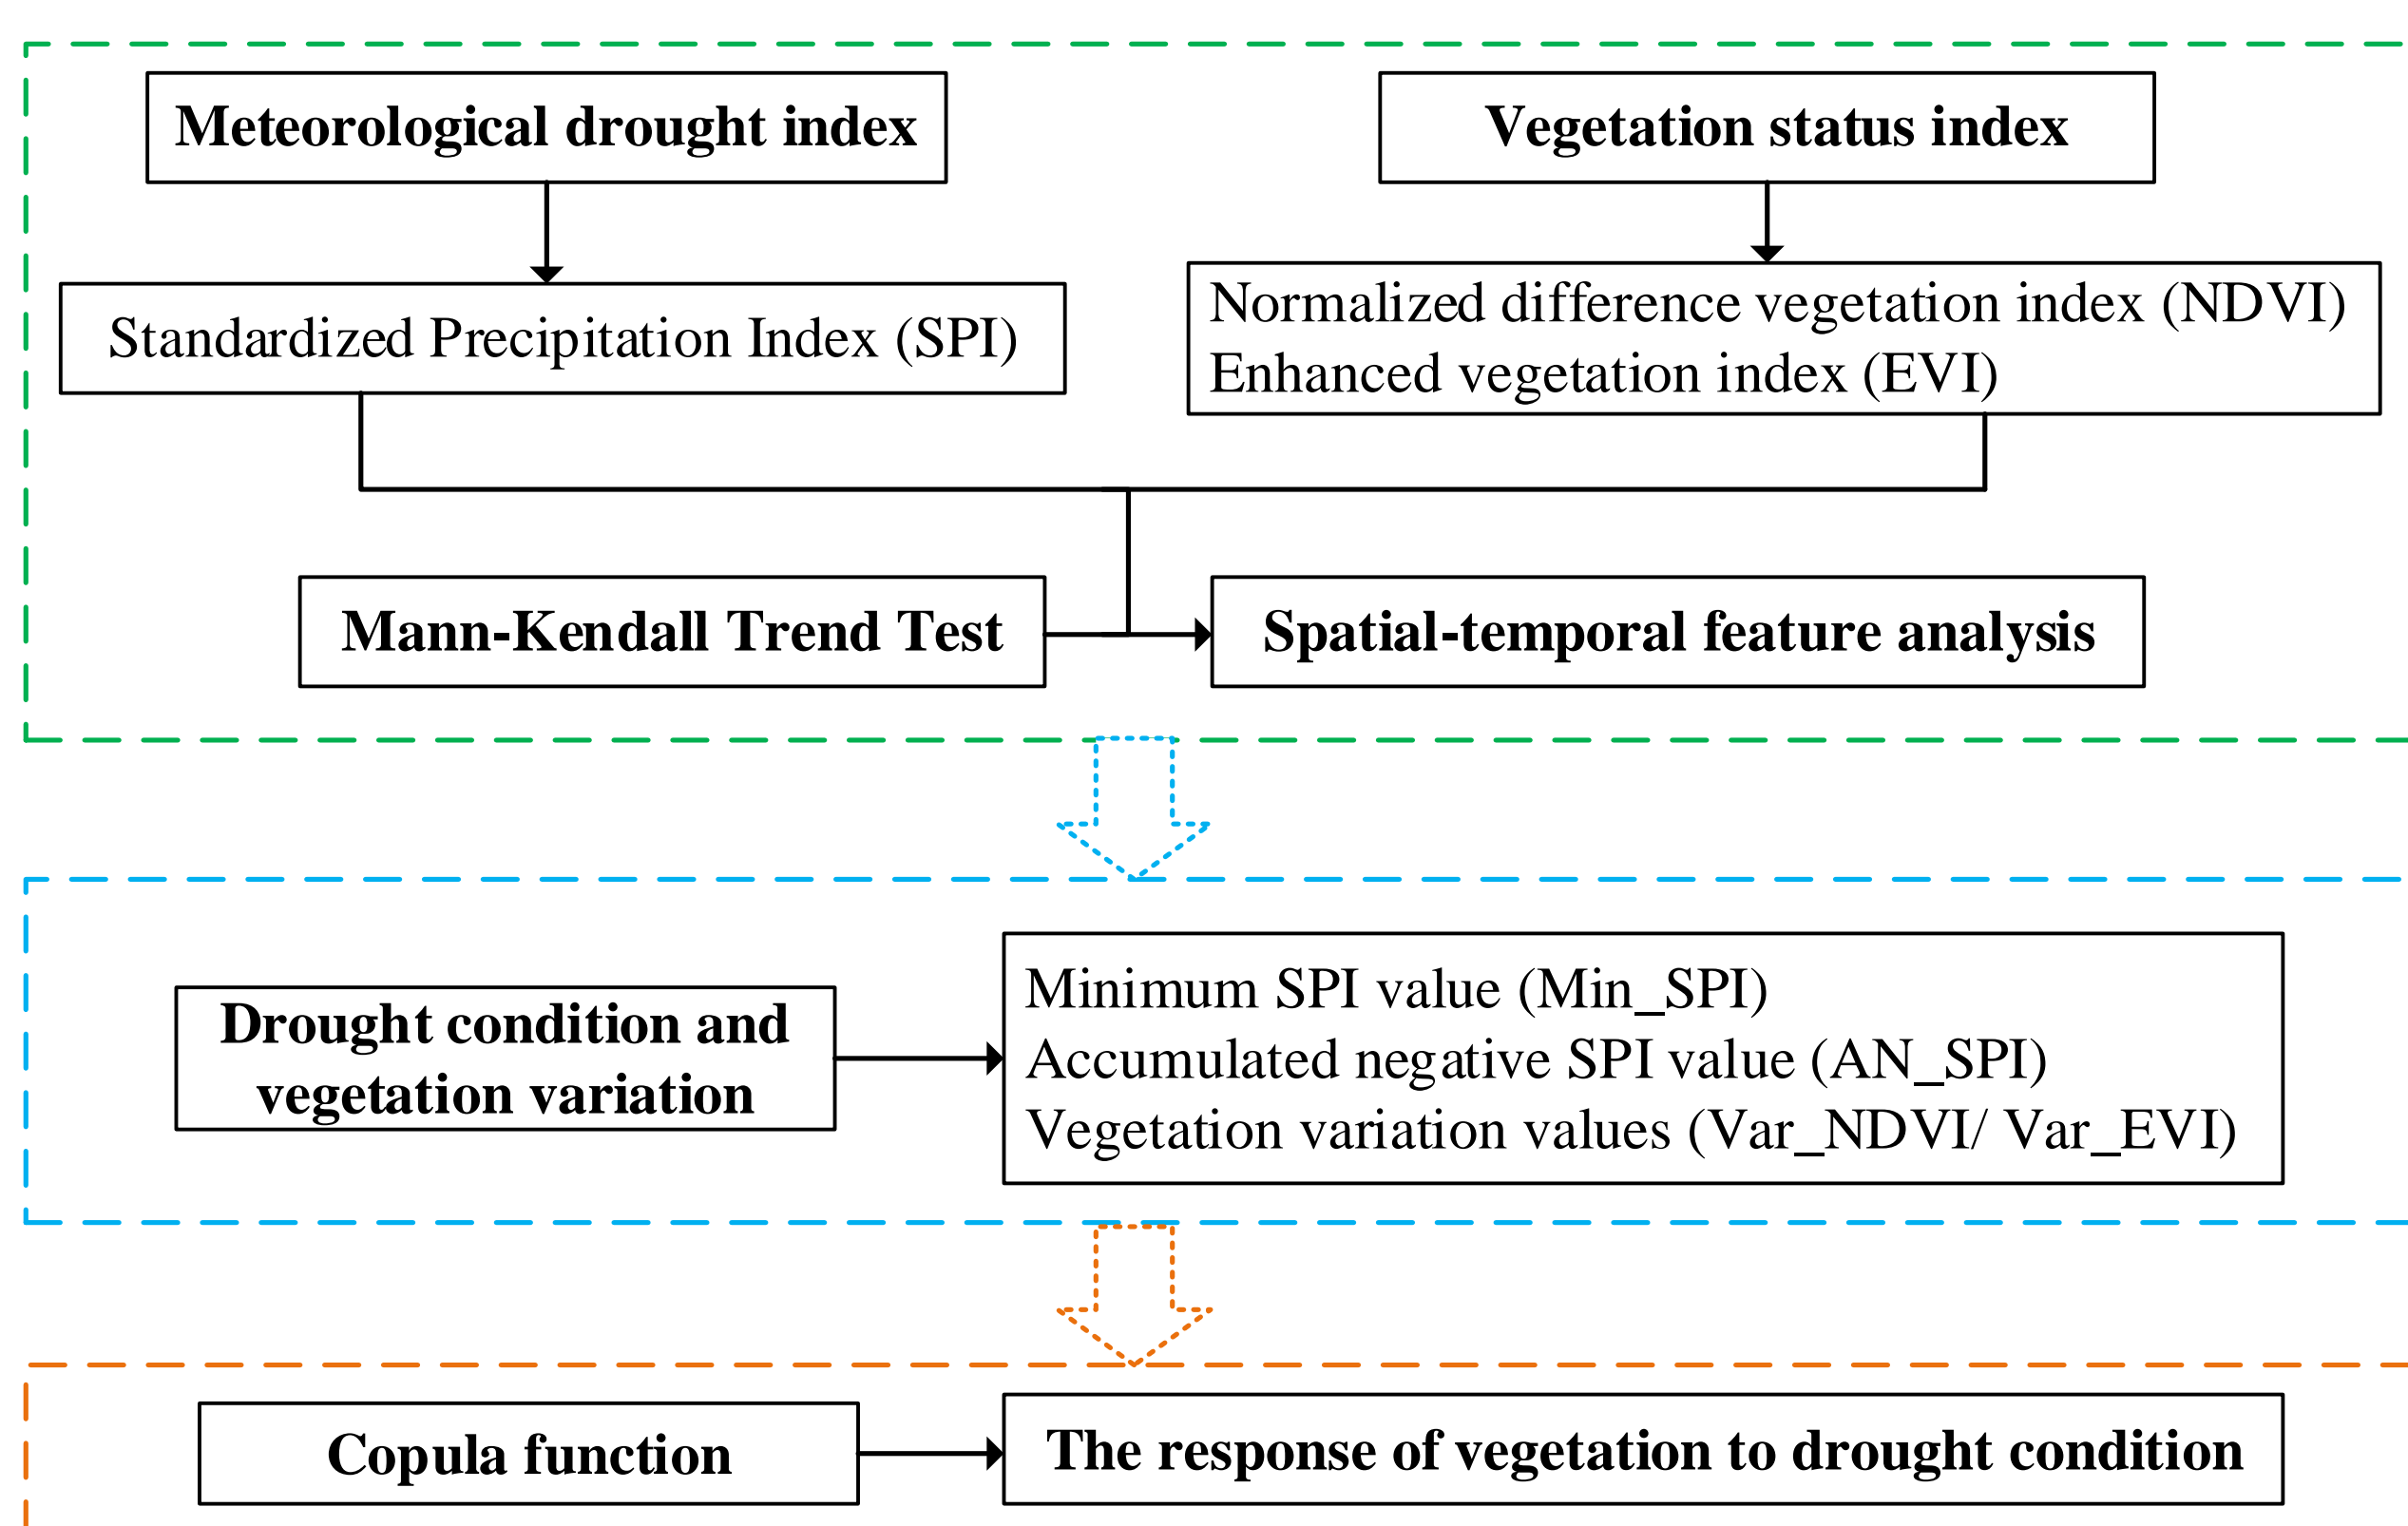 Meteorological drought index
Vegetation status index
Standardized Precipitation Index (SPI)
Normalized difference vegetation index (NDVI)
Enhanced vegetation index (EVI)
Mann-Kendall Trend Test
Spatial-temporal feature analysis
Drought condition and
vegetation variation
Minimum SPI value (Min_SPI)
Accumulated negative SPI value (AN_SPI)
Vegetation variation values (Var_NDVI/ Var_EVI)
Copula function
The response of vegetation to drought condition